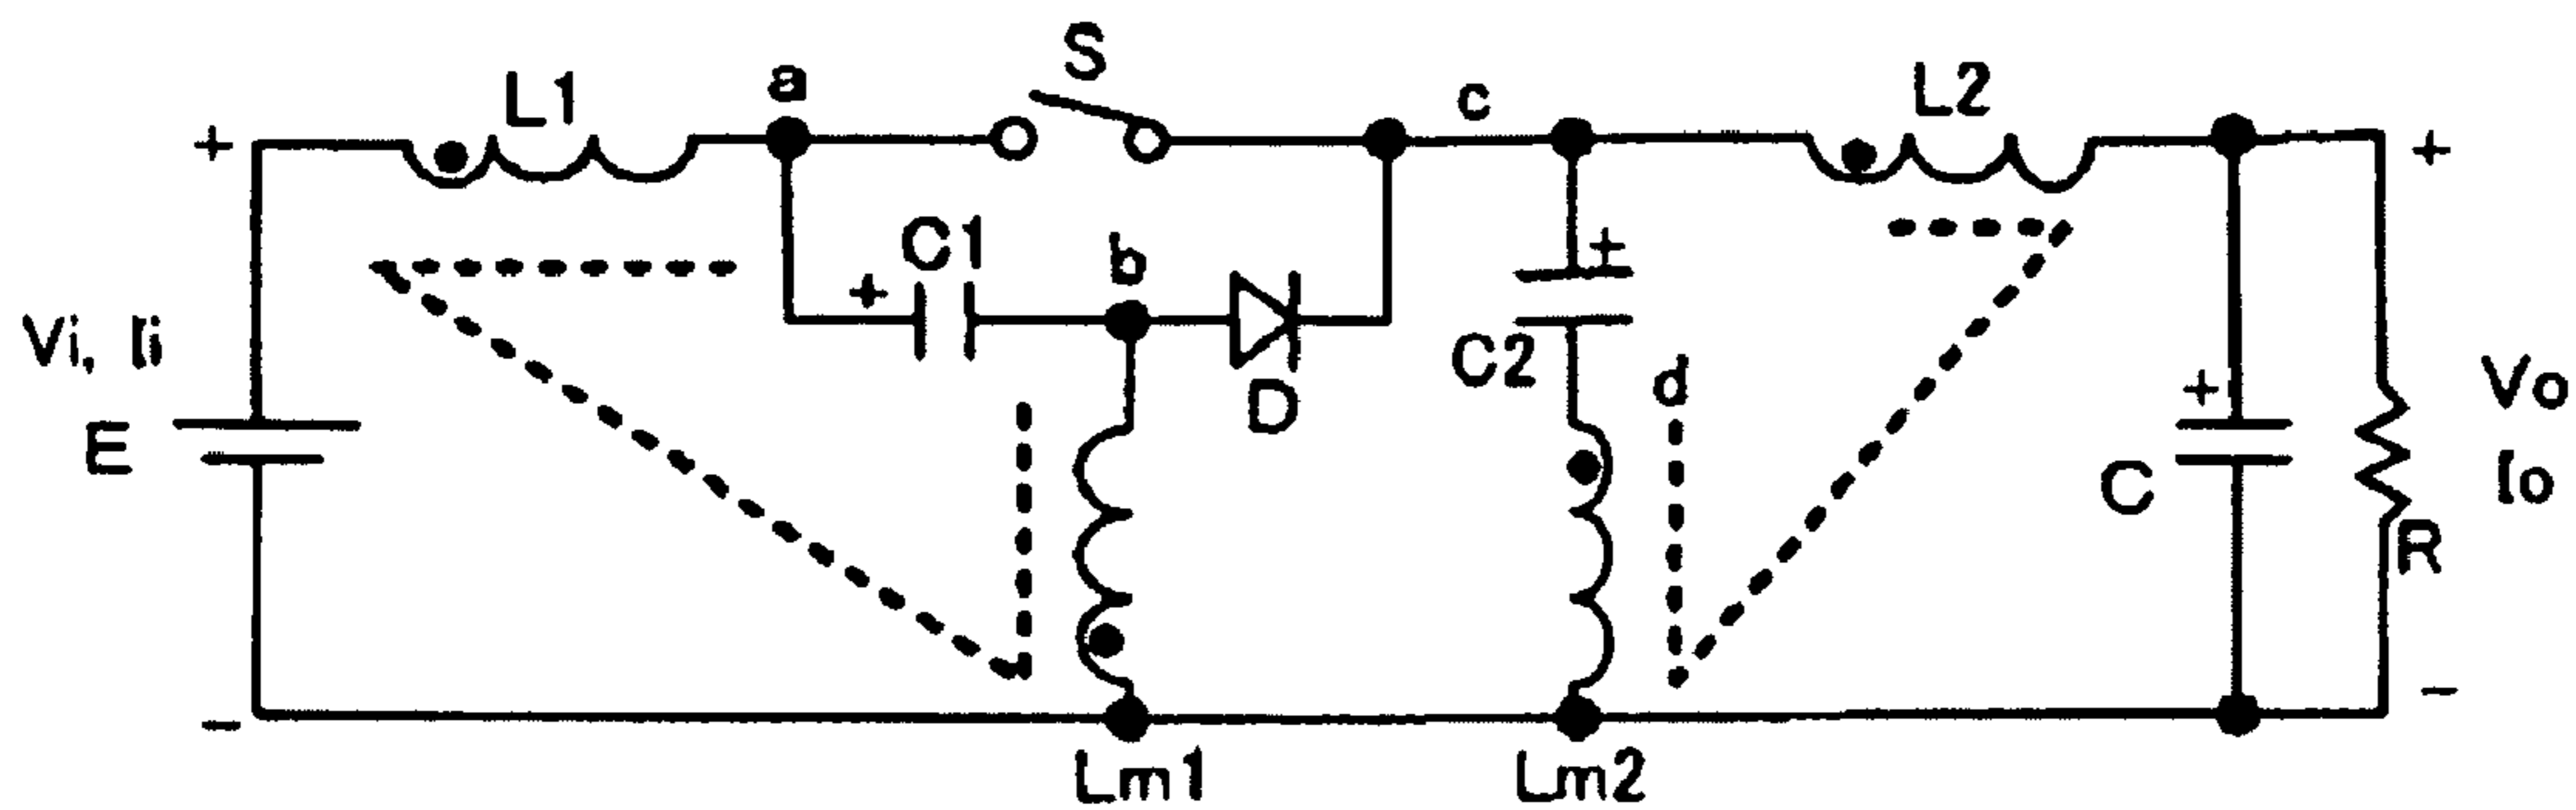 S
L1
a
c
L2
+
+
C1
b
+
+
Vi, Ii
E
D
C2
d
+
C
R
Vo
Io
−
−
Lm1
Lm2